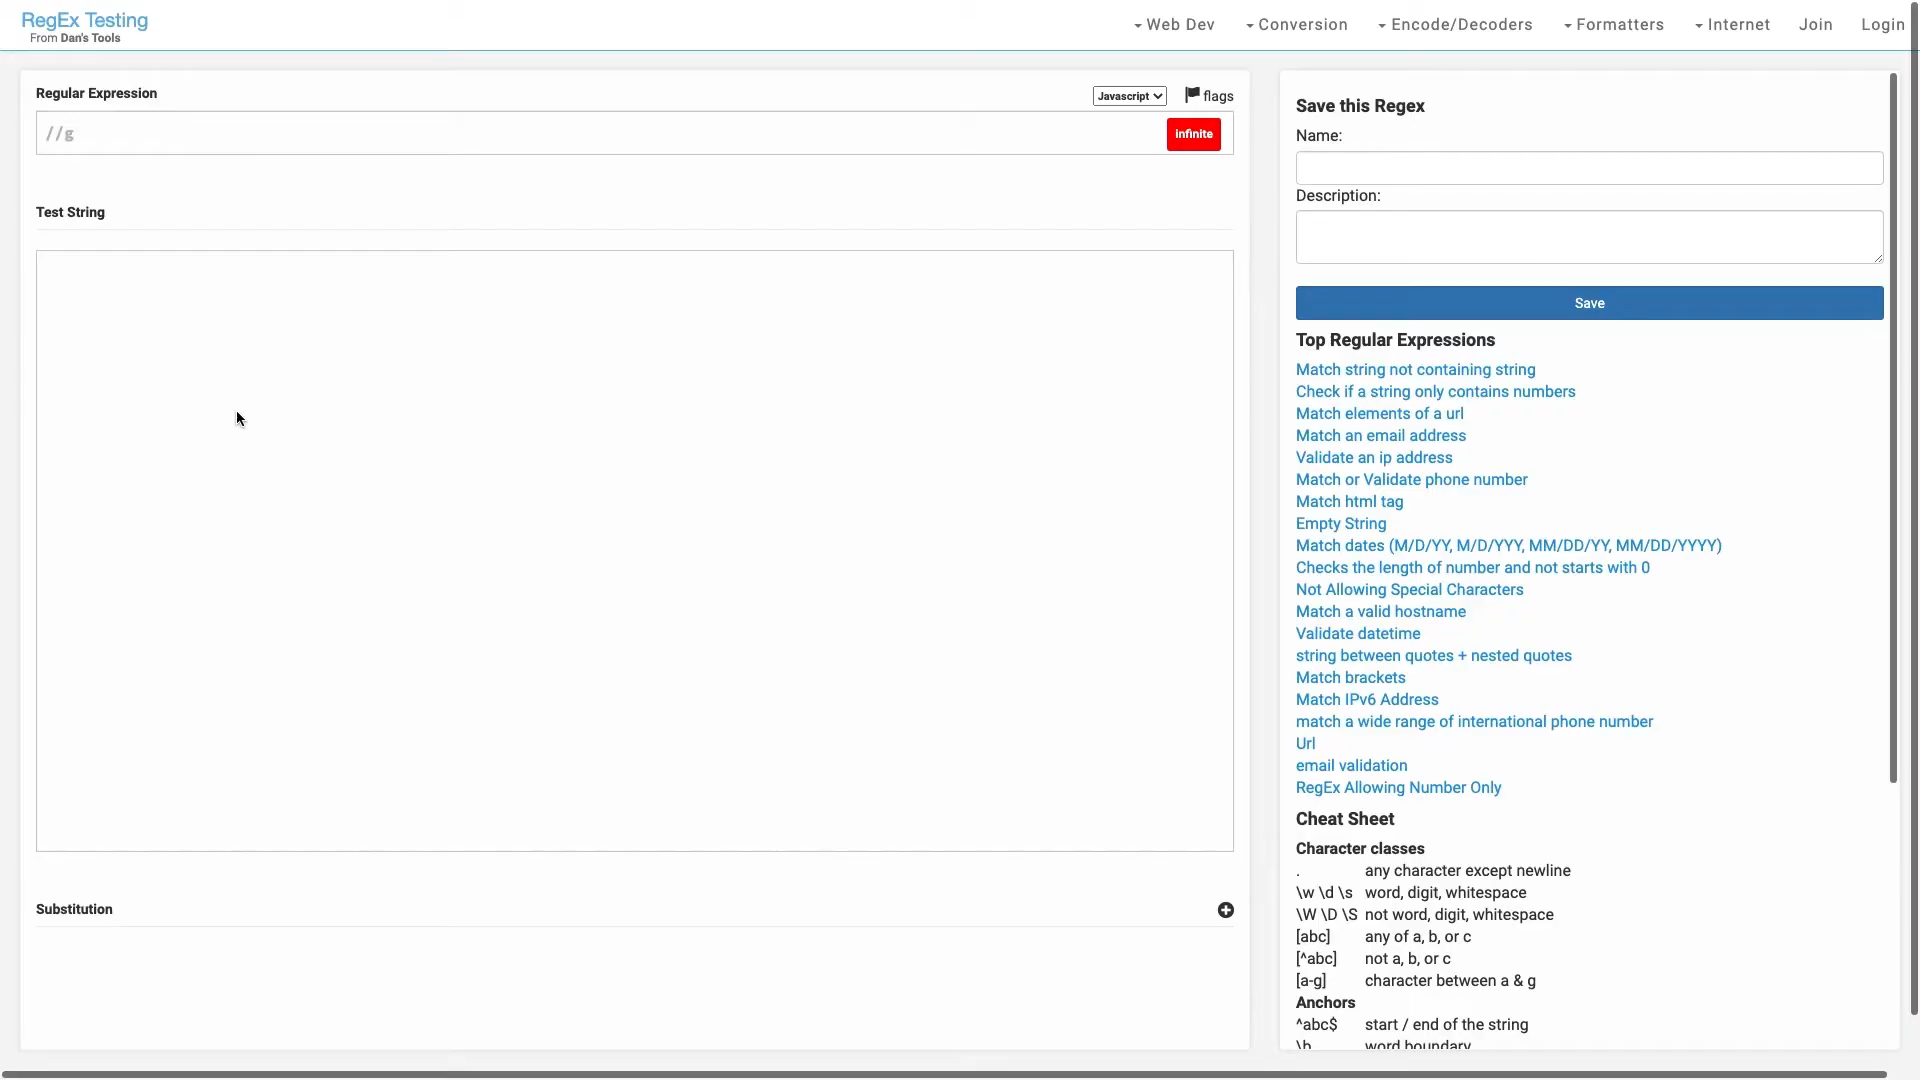 RegEx Testing
From Dan's Tools
Web Dev
Conversion
Encode/Decoders
Formatters
Internet
Join
Login
Regular Expression
Javascript
flags
//g
infinite
Test String
Substitution
Save this Regex
Name:
Description:
Save
Top Regular Expressions
Match string not containing string
Check if a string only contains numbers
Match elements of a url
Match an email address
Validate an ip address
Match or Validate phone number
Match html tag
Empty String
Match dates (M/D/YY, M/D/YYY, MM/DD/YY, MM/DD/YYYY)
Checks the length of number and not starts with 0
Not Allowing Special Characters
Match a valid hostname
Validate datetime
string between quotes + nested quotes
Match brackets
Match IPv6 Address
match a wide range of international phone number
Url
email validation
RegEx Allowing Number Only
Cheat Sheet
Character classes
. any character except newline
\w \d \s word, digit, whitespace
\W \D \S not word, digit, whitespace
[abc] any of a, b, or c
[^abc] not a, b, or c
[a-g] character between a & g
Anchors
^abc$ start / end of the string
\b word boundary